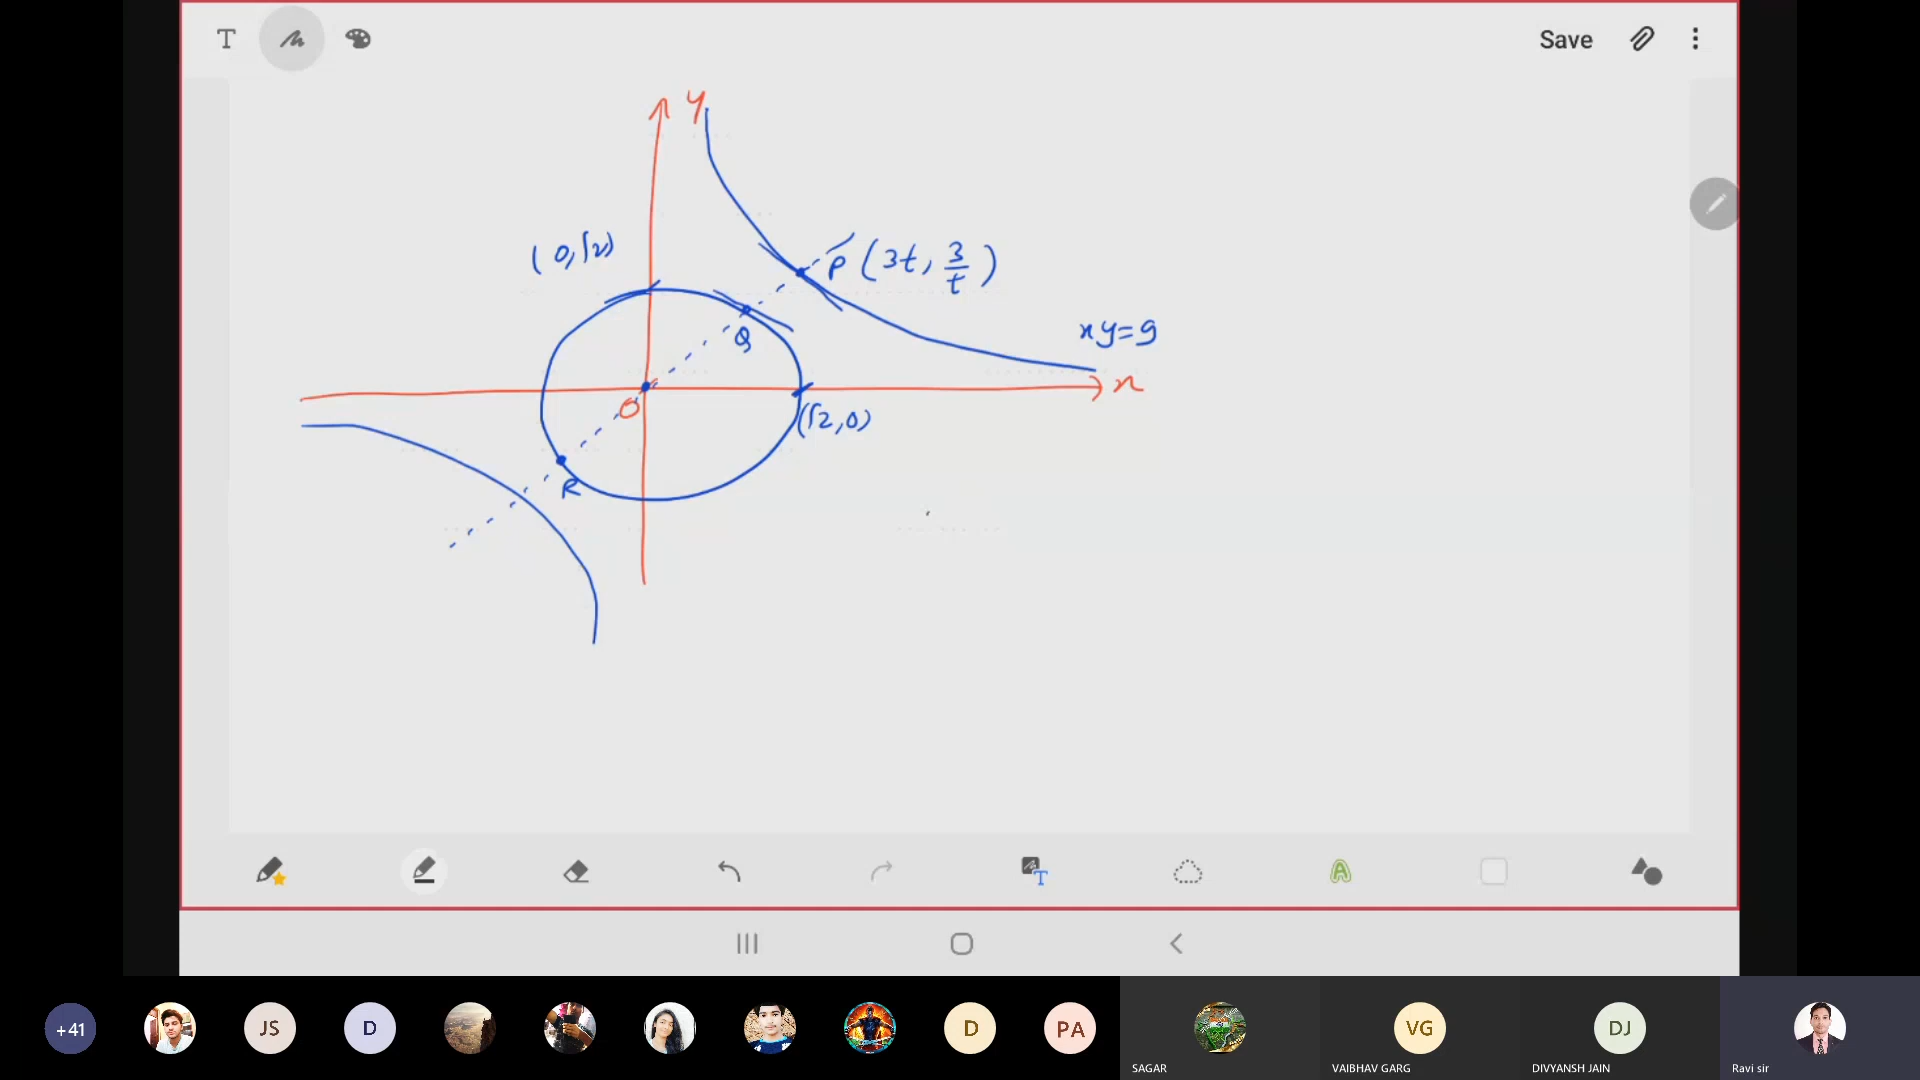 T
Save
y
(0,√2)
P (3t, 3/t)
Q
xy=9
x
O
(√2,0)
R
T
A
+41
JS
D
D
PA
VG
DJ
SAGAR
VAIBHAV GARG
DIVYANSH JAIN
Ravi sir